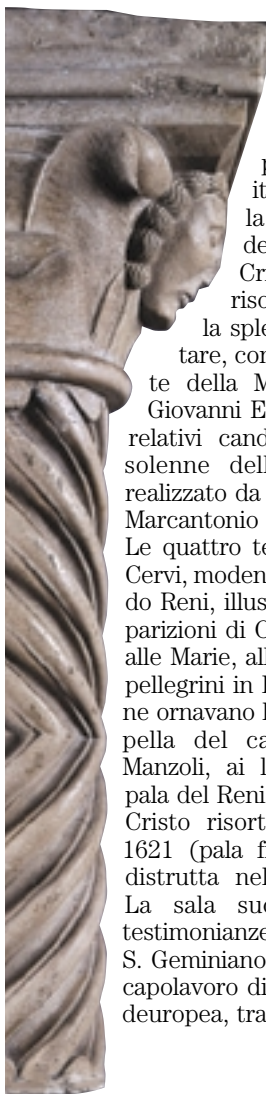 it
la
de
Cri
riso
la sple
tare, con
te della M
Giovanni E
relativi cand
solenne dell
realizzato da
Marcantonio
Le quattro te
Cervi, moden
do Reni, illus
parizioni di C
alle Marie, all
pellegrini in
ne ornavano
pella del ca
Manzoli, ai l
pala del Reni
Cristo risort
1621 (pala fi
distrutta nel
La sala suc
testimonianze
S. Geminiano
capolavoro di
deuropea, tra